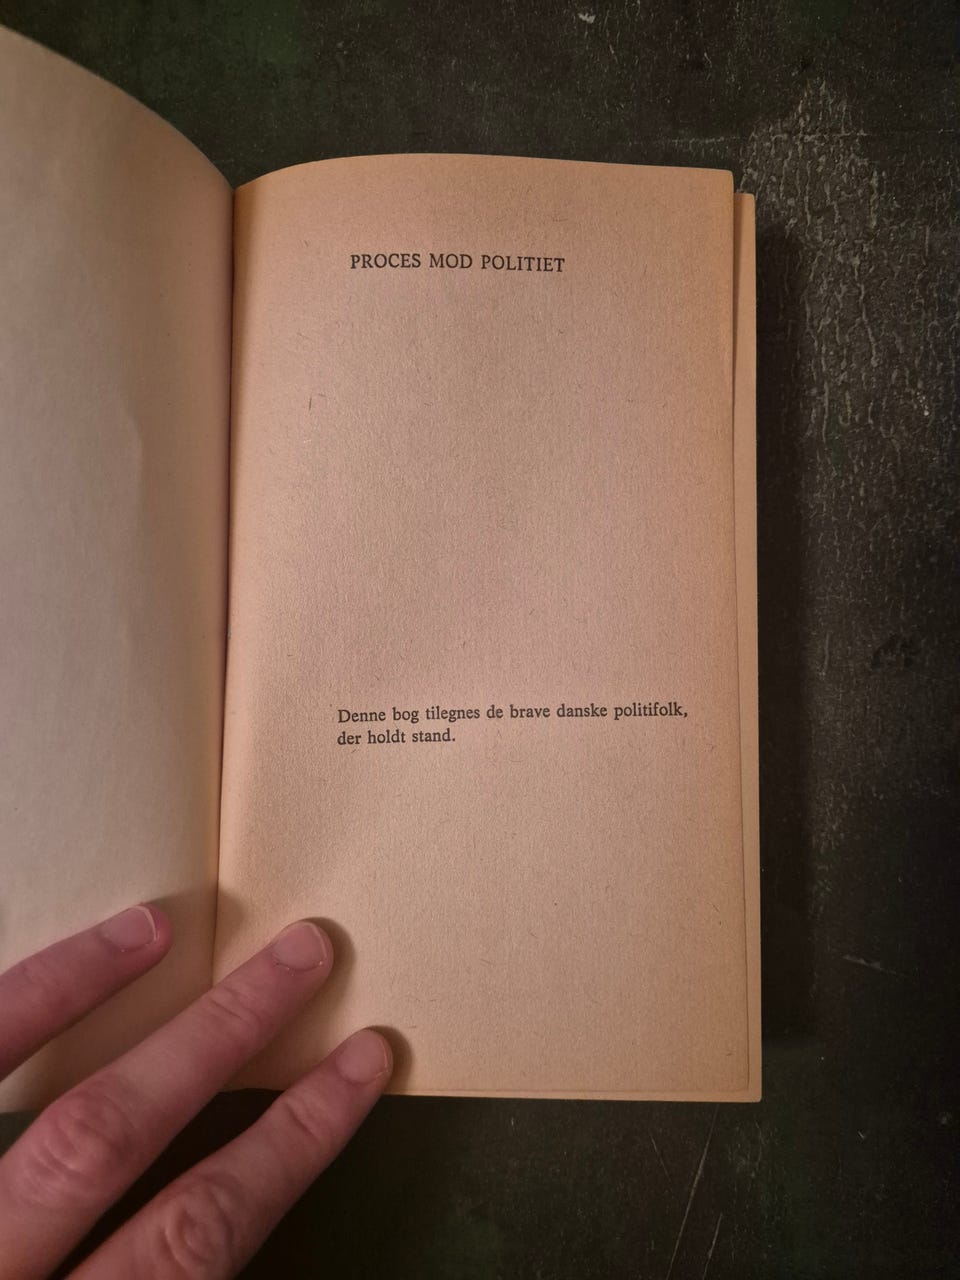 PROCES MOD POLITIET
Denne bog tilegnes de brave danske politifolk,
der holdt stand.